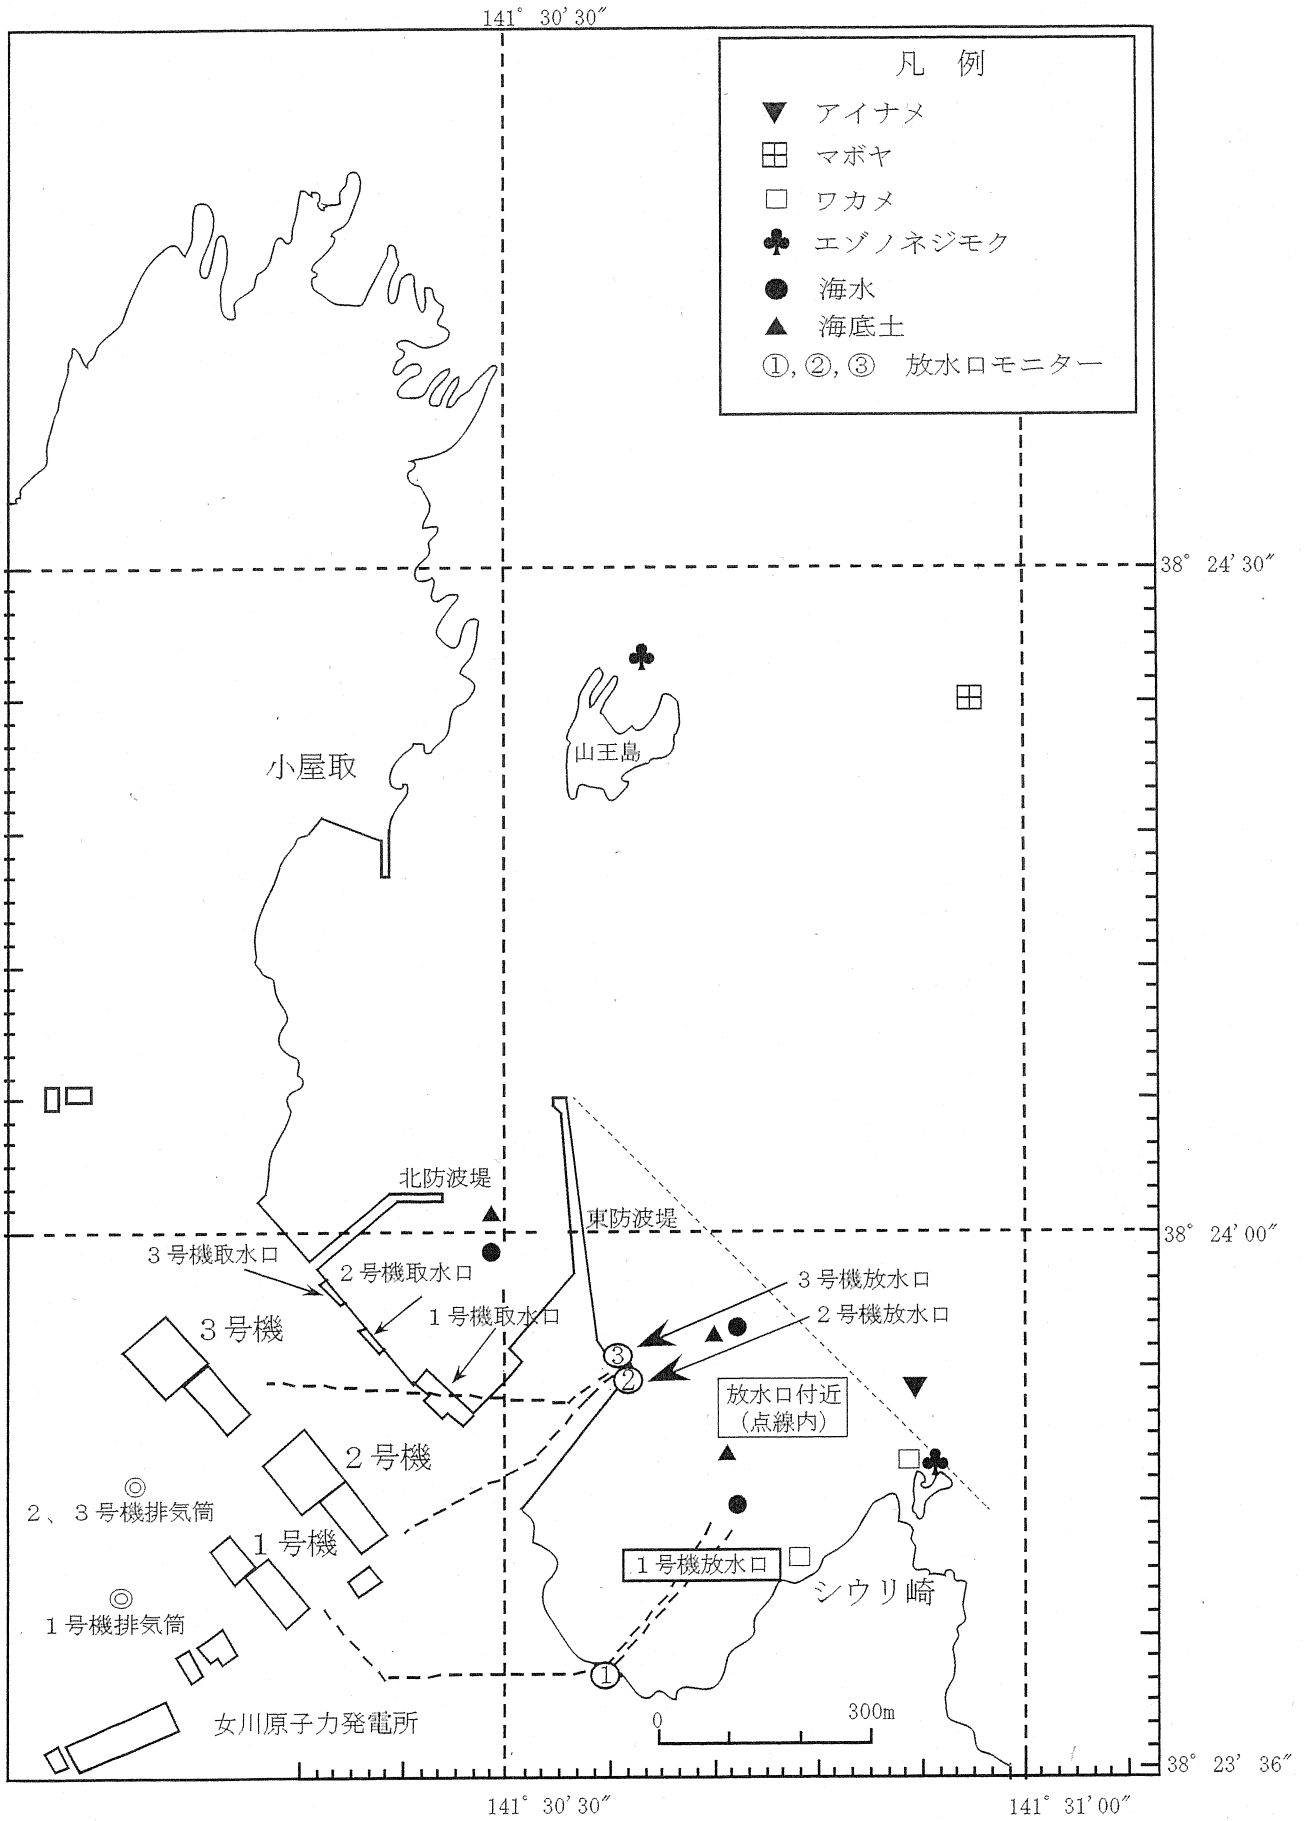 141° 30′30″
凡 例
アイナメ
マボヤ
ワカメ
エゾノネジモク
海水
海底土
①,②,③ 放水口モニター
38° 24′30″
山王島
小屋取
北防波堤
東防波堤
38° 24′00″
3号機取水口
2号機取水口
1号機取水口
3号機放水口
2号機放水口
3号機
③
②
放水口付近
(点線内)
2号機
2、3号機排気筒
1号機
1号機放水口
シウリ崎
1号機排気筒
①
女川原子力発電所
0 300m
38° 23′36″
141° 30′30″
141° 31′00″